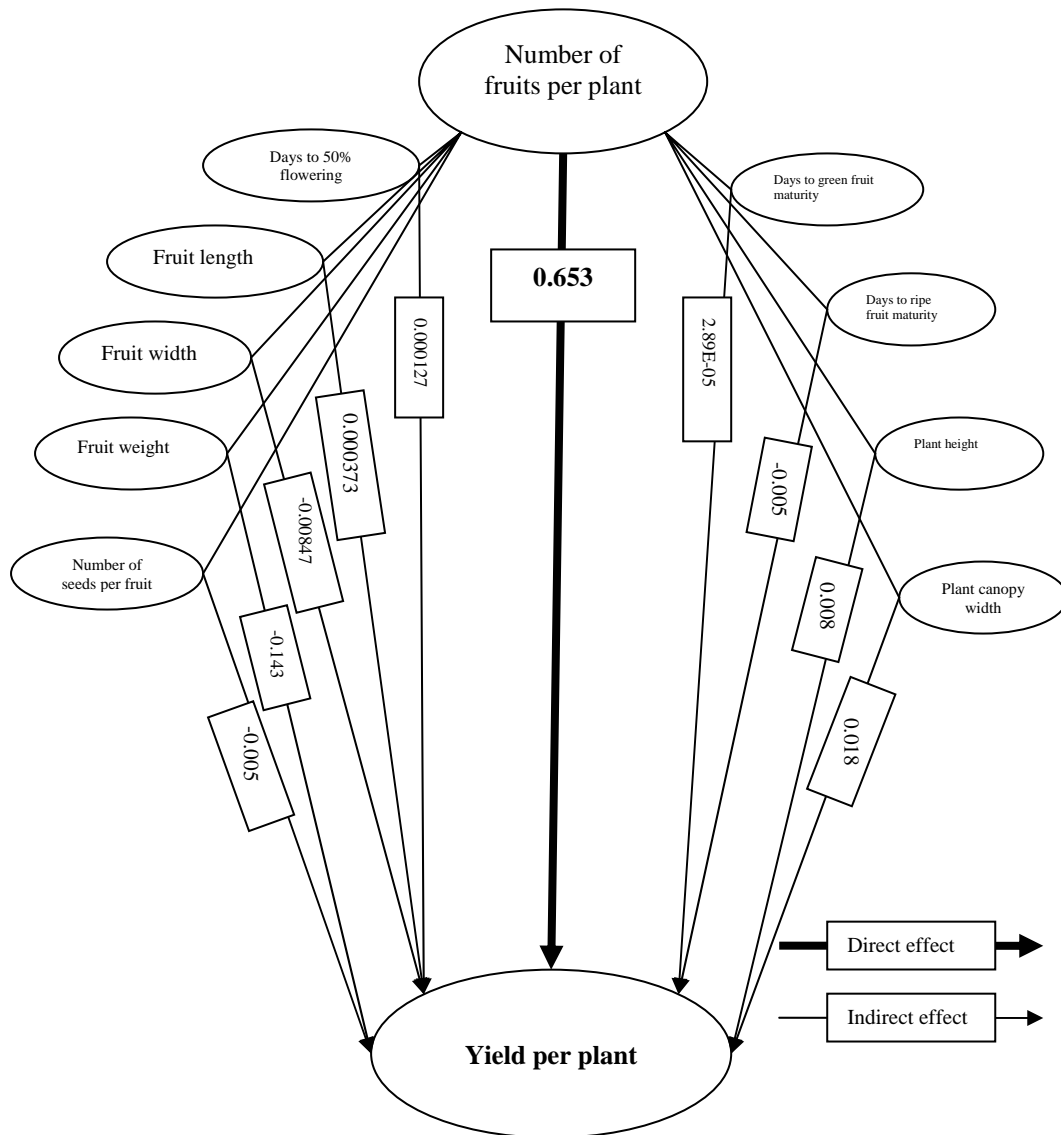 Number of
fruits per plant
Days to 50%
flowering
Days to green fruit
maturity
Fruit length
0.653
Days to ripe
fruit maturity
Fruit width
0.000127
2.89E-05
Fruit weight
0.000373
-0.005
Plant height
-0.00847
Number of
seeds per fruit
0.008
Plant canopy
width
-0.143
-0.005
0.018
Direct effect
Indirect effect
Yield per plant